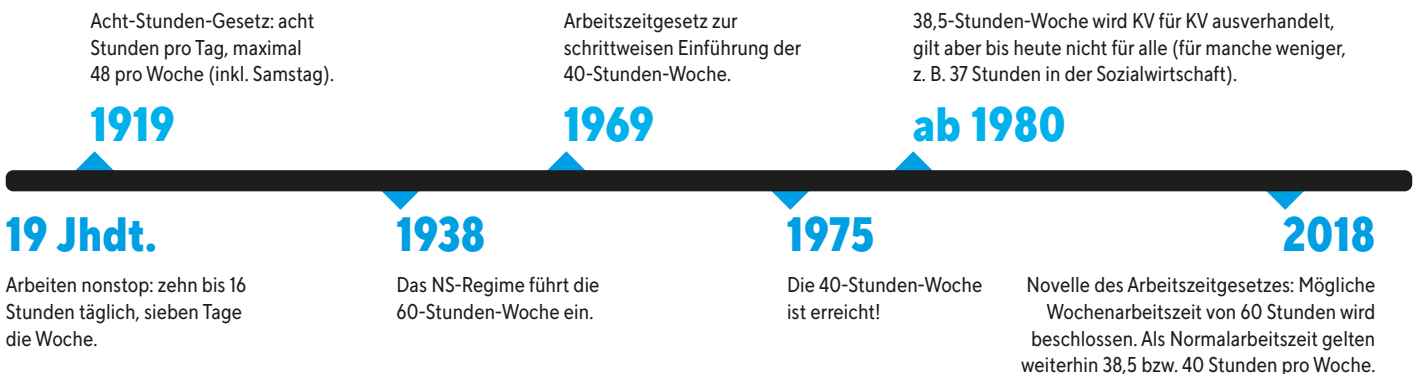 Acht-Stunden-Gesetz: acht
Stunden pro Tag, maximal
48 pro Woche (inkl. Samstag).
1919
Arbeitszeitgesetz zur
schrittweisen Einführung der
40-Stunden-Woche.
1969
38,5-Stunden-Woche wird KV für KV ausverhandelt,
gilt aber bis heute nicht für alle (für manche weniger,
z. B. 37 Stunden in der Sozialwirtschaft).
ab 1980
19 Jhdt.
Arbeiten nonstop: zehn bis 16
Stunden täglich, sieben Tage
die Woche.
1938
Das NS-Regime führt die
60-Stunden-Woche ein.
1975
Die 40-Stunden-Woche
ist erreicht!
2018
Novelle des Arbeitszeitgesetzes: Mögliche
Wochenarbeitszeit von 60 Stunden wird
beschlossen. Als Normalarbeitszeit gelten
weiterhin 38,5 bzw. 40 Stunden pro Woche.